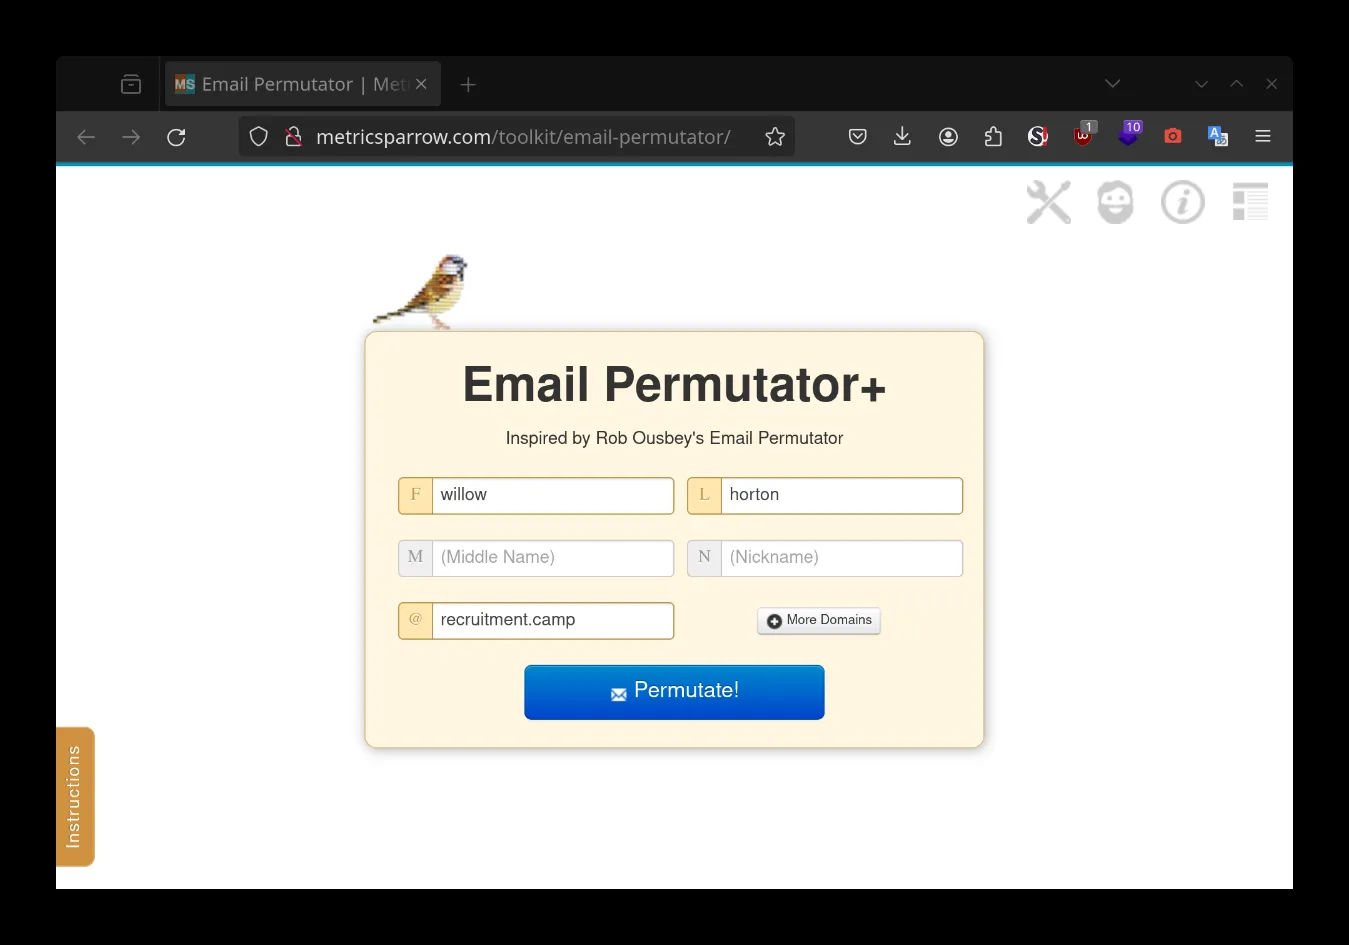 MS Email Permutator | Metr
metricsparrow.com/toolkit/email-permutator/
1
10
Email Permutator+
Inspired by Rob Ousbey's Email Permutator
F willow
L horton
M (Middle Name)
N (Nickname)
@ recruitment.camp
More Domains
Permutate!
Instructions